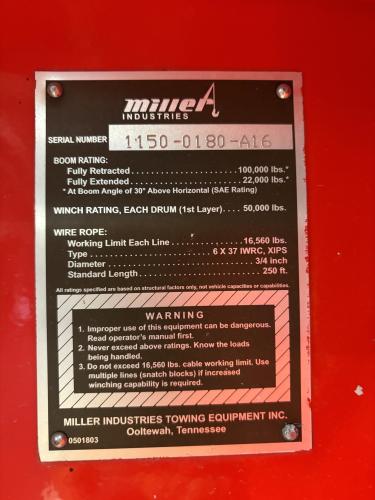 miller
INDUSTRIES
SERIAL NUMBER 1150-0180-A16
BOOM RATING:
Fully Retracted..........................100,000 lbs.*
Fully Extended............................22,000 lbs.*
* At Boom Angle of 30° Above Horizontal (SAE Rating)
WINCH RATING, EACH DRUM (1st Layer).... 50,000 lbs.
WIRE ROPE:
Working Limit Each Line..................16,560 lbs.
Type.............................6 X 37 IWRC, XIPS
Diameter......................................3/4 inch
Standard Length...............................250 ft.
All ratings specified are based on structural factors only, not vehicle capacities or capabilities.
WARNING
1. Improper use of this equipment can be dangerous.
Read operator's manual first.
2. Never exceed above ratings. Know the loads
being handled.
3. Do not exceed 16,560 lbs. cable working limit. Use
multiple lines (snatch blocks) if increased
winching capability is required.
MILLER INDUSTRIES TOWING EQUIPMENT INC.
Ooltewah, Tennessee
0501803